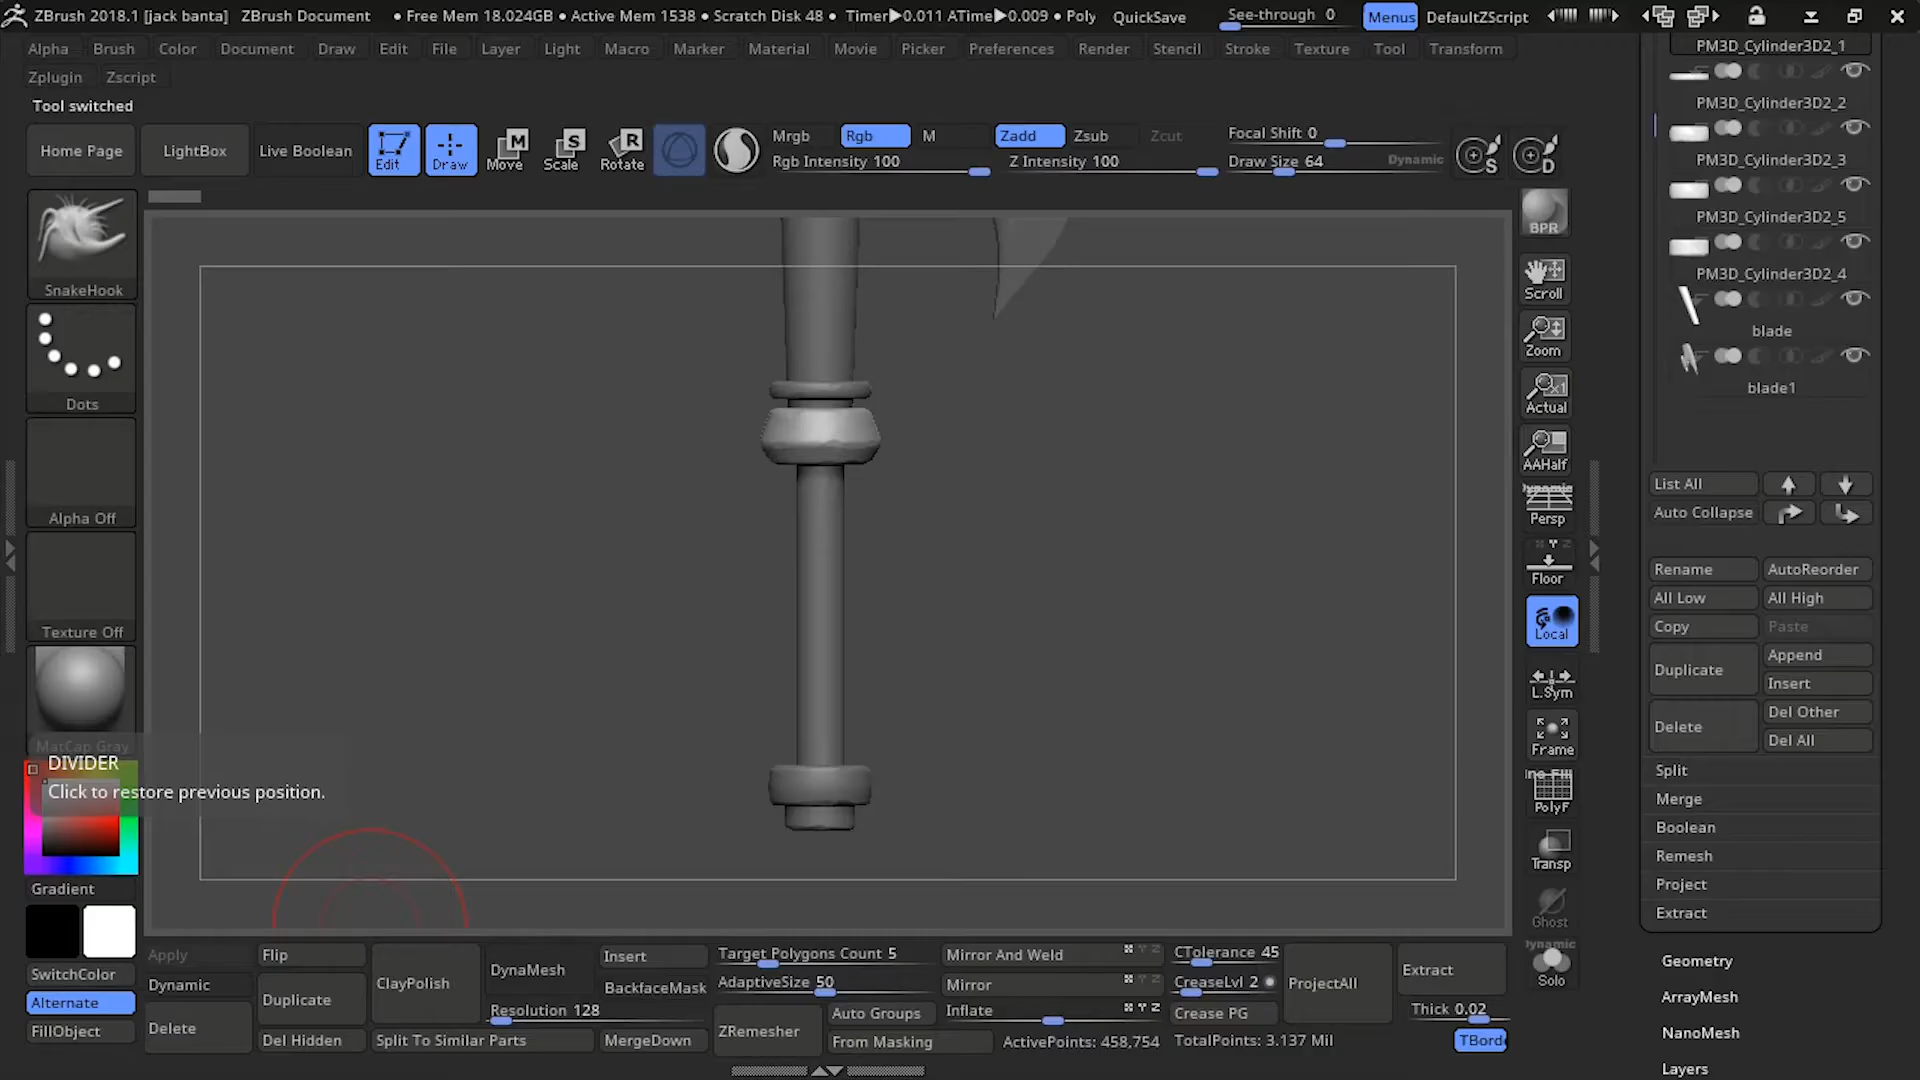 ZBrush 2018.1 [jack banta] ZBrush Document • Free Mem 18.024GB • Active Mem 1538 • Scratch Disk 48 • Timer▶0.011 ATime▶0.009 • Poly QuickSave See-through 0 Menus DefaultZScript
Alpha Brush Color Document Draw Edit File Layer Light Macro Marker Material Movie Picker Preferences Render Stencil Stroke Texture Tool Transform
Zplugin Zscript
Tool switched
Home Page LightBox Live Boolean Edit Draw Move Scale Rotate
Mrgb Rgb M Zadd Zsub Zcut Focal Shift 0
Rgb Intensity 100 Z Intensity 100 Draw Size 64 Dynamic
S D
SnakeHook
Dots
Alpha Off
Texture Off
MatCap Gray
DIVIDER
Click to restore previous position.
Gradient
SwitchColor
Alternate
FillObject
BPR
Scroll
Zoom
Actual
AAHalf
Dynamic
Persp
Floor
Local
L.Sym
Frame
PolyF
Transp
Ghost
Dynamic
Solo
PM3D_Cylinder3D2_1
PM3D_Cylinder3D2_2
PM3D_Cylinder3D2_3
PM3D_Cylinder3D2_5
PM3D_Cylinder3D2_4
blade
blade1
List All
Auto Collapse
Rename AutoReorder
All Low All High
Copy Paste
Duplicate Append
Insert
Delete Del Other
Del All
Split
Merge
Boolean
Remesh
Project
Extract
Geometry
ArrayMesh
NanoMesh
Layers
Apply Flip ClayPolish DynaMesh Insert Target Polygons Count 5 Mirror And Weld CTolerance 45 ProjectAll Extract
Dynamic Duplicate BackfaceMask AdaptiveSize 50 Mirror CreaseLvl 2
Resolution 128 Auto Groups Inflate Crease PG Thick 0.02
Delete Del Hidden Split To Similar Parts MergeDown ZRemesher From Masking ActivePoints: 458,754 TotalPoints: 3.137 Mil TBord